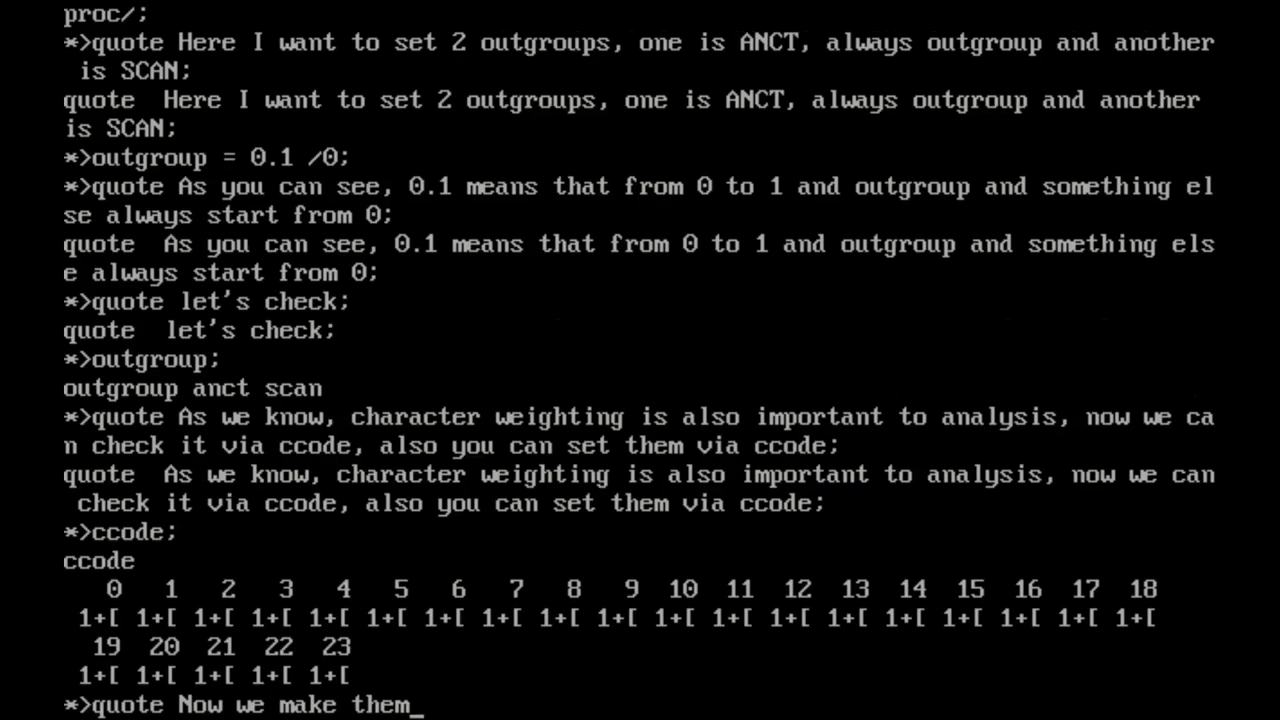 proc/;
*>quote Here I want to set 2 outgroups, one is ANCT, always outgroup and another
 is SCAN;
quote  Here I want to set 2 outgroups, one is ANCT, always outgroup and another
is SCAN;
*>outgroup = 0.1 /0;
*>quote As you can see, 0.1 means that from 0 to 1 and outgroup and something el
se always start from 0;
quote  As you can see, 0.1 means that from 0 to 1 and outgroup and something els
e always start from 0;
*>quote let's check;
quote  let's check;
*>outgroup;
outgroup anct scan
*>quote As we know, character weighting is also important to analysis, now we ca
n check it via ccode, also you can set them via ccode;
quote  As we know, character weighting is also important to analysis, now we can
 check it via ccode, also you can set them via ccode;
*>ccode;
ccode
   0   1   2   3   4   5   6   7   8   9  10  11  12  13  14  15  16  17  18
 1+[ 1+[ 1+[ 1+[ 1+[ 1+[ 1+[ 1+[ 1+[ 1+[ 1+[ 1+[ 1+[ 1+[ 1+[ 1+[ 1+[ 1+[ 1+[
  19  20  21  22  23
 1+[ 1+[ 1+[ 1+[ 1+[
*>quote Now we make them_